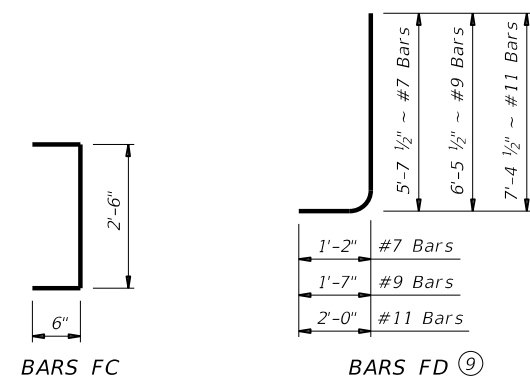 5'-7 ½" ~ #7 Bars
6'-5 ½" ~ #9 Bars
7'-4 ½" ~ #11 Bars
2'-6"
6"
1'-2" #7 Bars
1'-7" #9 Bars
2'-0" #11 Bars
BARS FC
BARS FD 9